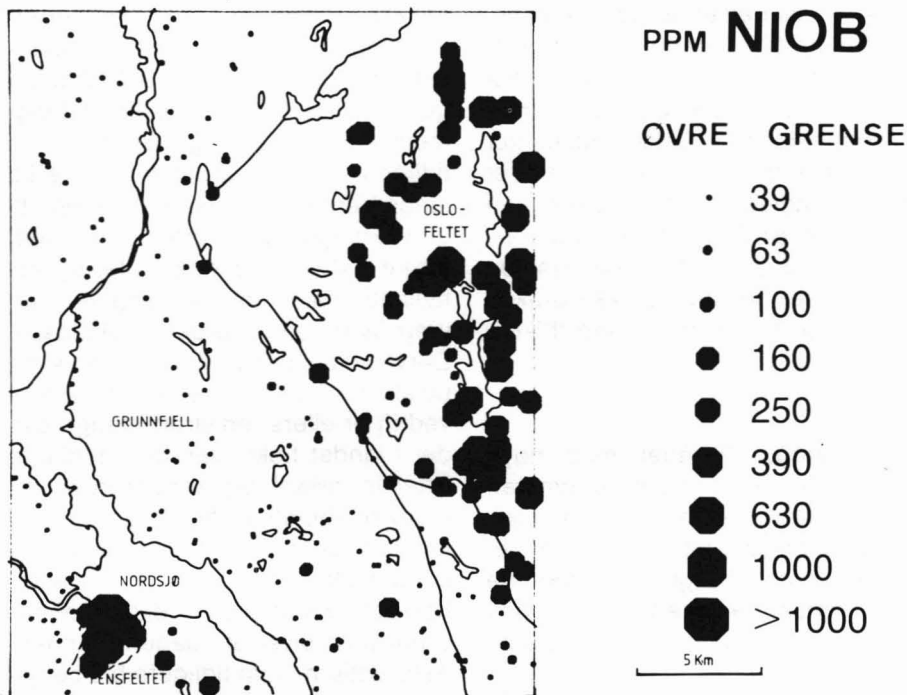 PPM NIOB
OVRE GRENSE
39
63
100
160
250
390
630
1000
>1000
5 Km
OSLO-
FELTET
GRUNNFJELL
NORDSJØ
FENSFELTET